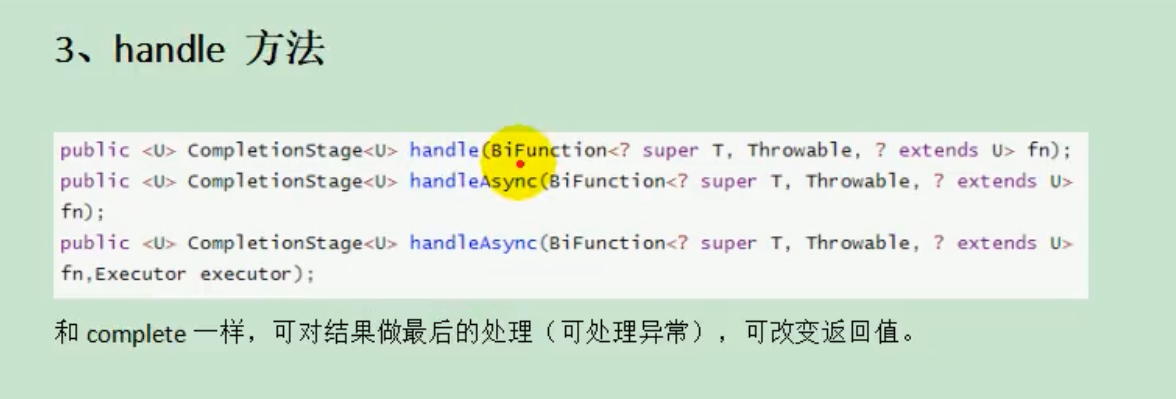 3、handle 方法
public <U> CompletionStage<U> handle(BiFunction<? super T, Throwable, ? extends U> fn);
public <U> CompletionStage<U> handleAsync(BiFunction<? super T, Throwable, ? extends U>
fn);
public <U> CompletionStage<U> handleAsync(BiFunction<? super T, Throwable, ? extends U>
fn,Executor executor);
和 complete 一样，可对结果做最后的处理（可处理异常），可改变返回值。